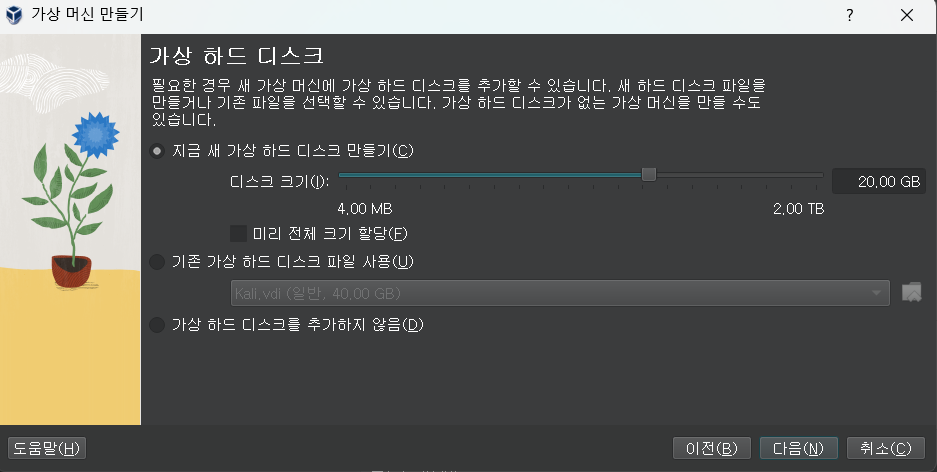 가상 머신 만들기
?
가상 하드 디스크
필요한 경우 새 가상 머신에 가상 하드 디스크를 추가할 수 있습니다. 새 하드 디스크 파일을
만들거나 기존 파일을 선택할 수 있습니다. 가상 하드 디스크가 없는 가상 머신을 만들 수도
있습니다.
지금 새 가상 하드 디스크 만들기(C)
디스크 크기(I): 20,00 GB
4,00 MB 2,00 TB
미리 전체 크기 할당(F)
기존 가상 하드 디스크 파일 사용(U)
Kali.vdi (일반, 40,00 GB)
가상 하드 디스크를 추가하지 않음(D)
도움말(H) 이전(B) 다음(N) 취소(C)